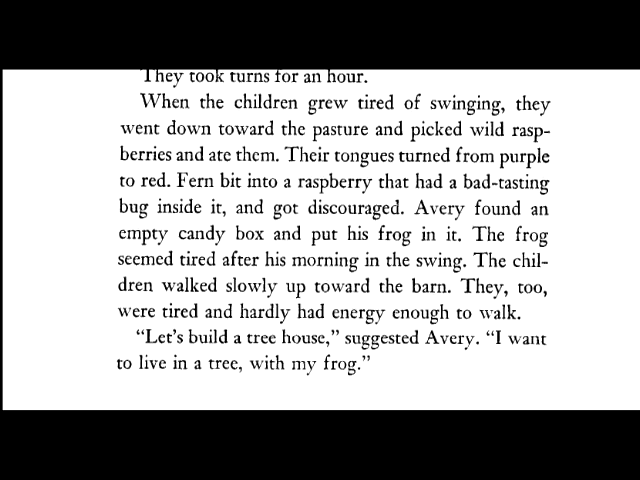 They took turns for an hour.
When the children grew tired of swinging, they
went down toward the pasture and picked wild rasp-
berries and ate them. Their tongues turned from purple
to red. Fern bit into a raspberry that had a bad-tasting
bug inside it, and got discouraged. Avery found an
empty candy box and put his frog in it. The frog
seemed tired after his morning in the swing. The chil-
dren walked slowly up toward the barn. They, too,
were tired and hardly had energy enough to walk.
"Let's build a tree house," suggested Avery. "I want
to live in a tree, with my frog."